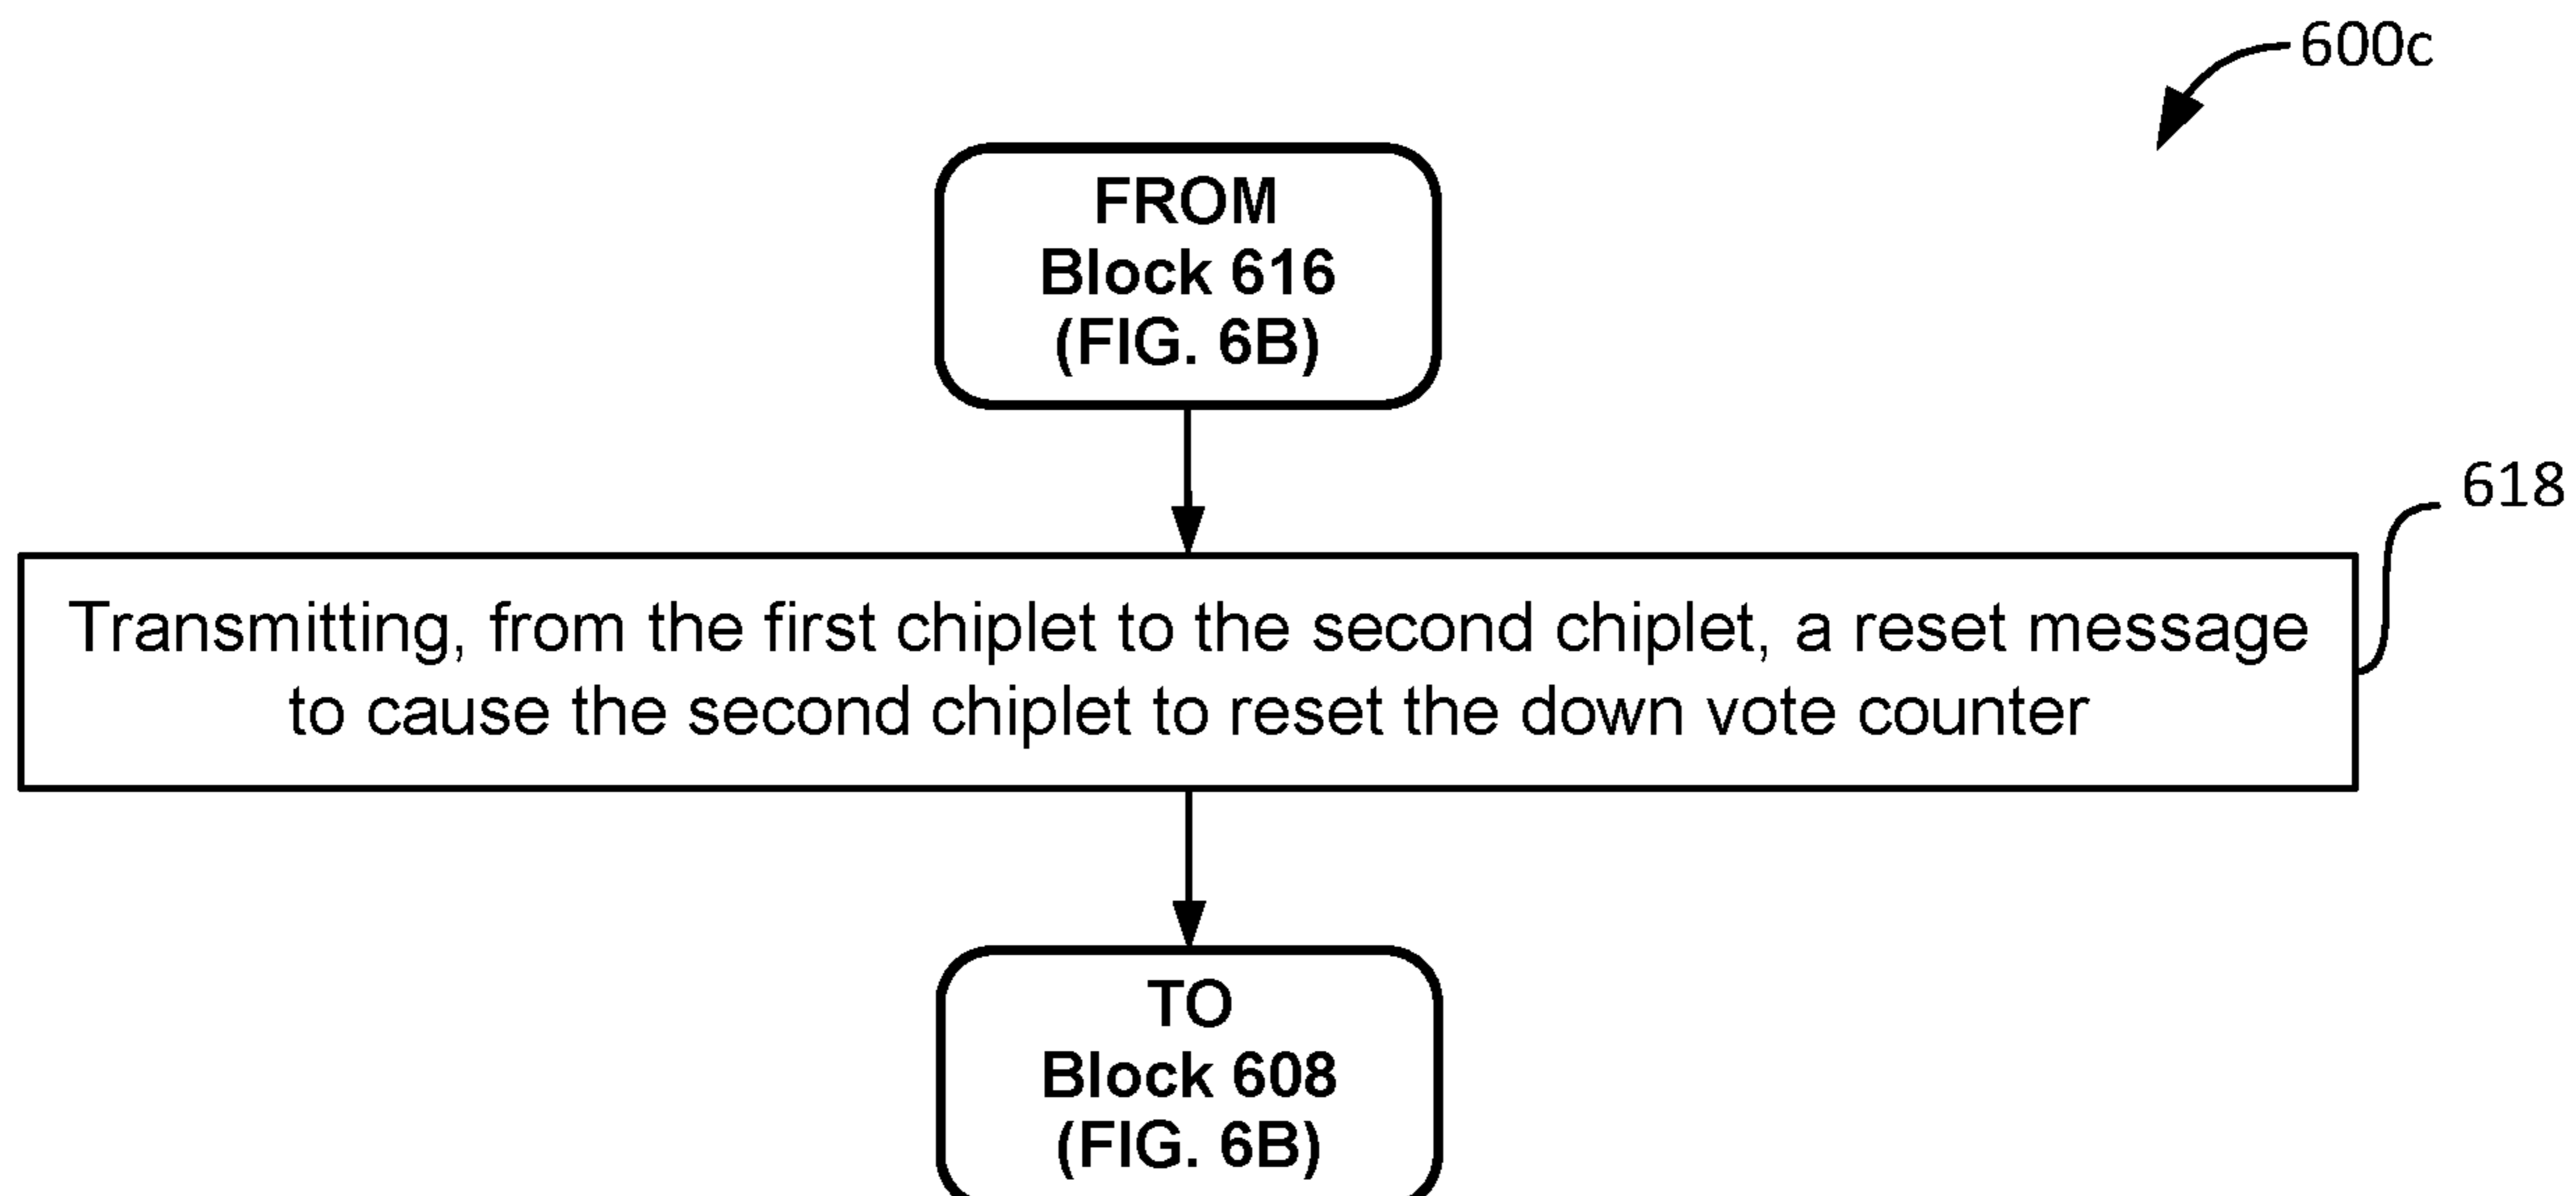 600c
FROM
Block 616
(FIG. 6B)
618
Transmitting, from the first chiplet to the second chiplet, a reset message
to cause the second chiplet to reset the down vote counter
TO
Block 608
(FIG. 6B)